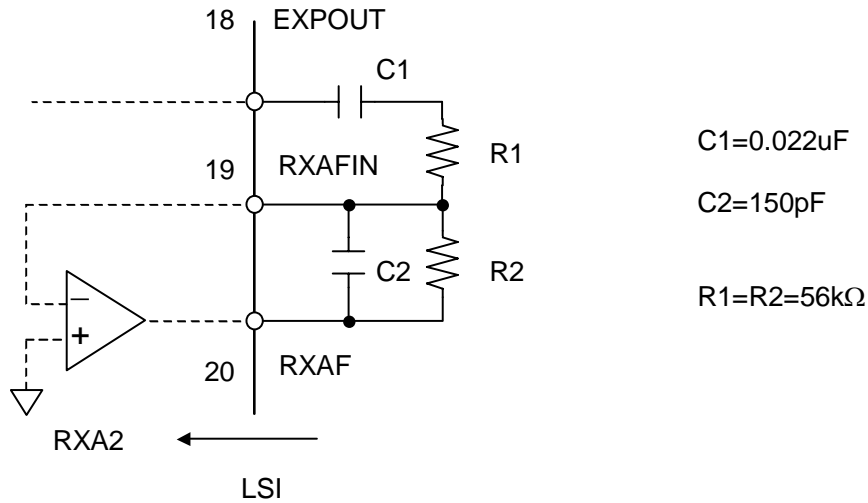 18 EXPOUT
C1
R1
C1=0.022uF
19 RXAFIN
C2=150pF
C2
R2
R1=R2=56kΩ
−
+
20 RXAF
RXA2
LSI